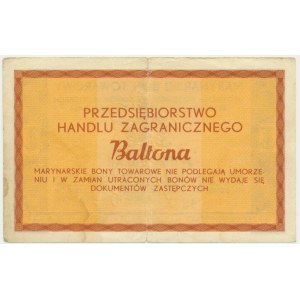 PRZEDSIĘBIORSTWO
HANDLU ZAGRANICZNEGO
Baltona
MARYNARSKIE BONY TOWAROWE NIE PODLEGAJĄ UMORZE-
NIU I W ZAMIAN UTRACONYCH BONÓW NIE WYDAJE SIĘ
DOKUMENTÓW ZASTĘPCZYCH